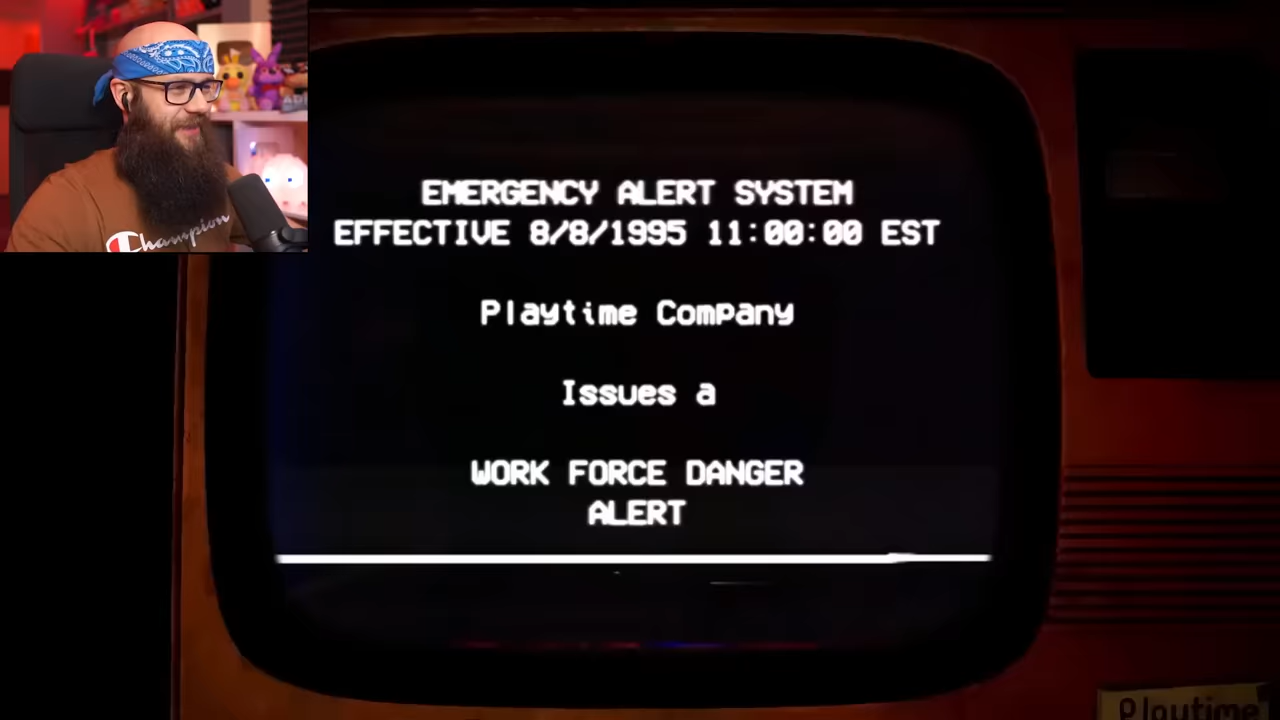 EMERGENCY ALERT SYSTEM
EFFECTIVE 8/8/1995 11:00:00 EST
Playtime Company
Issues a
WORK FORCE DANGER
ALERT
Champion
Playtime